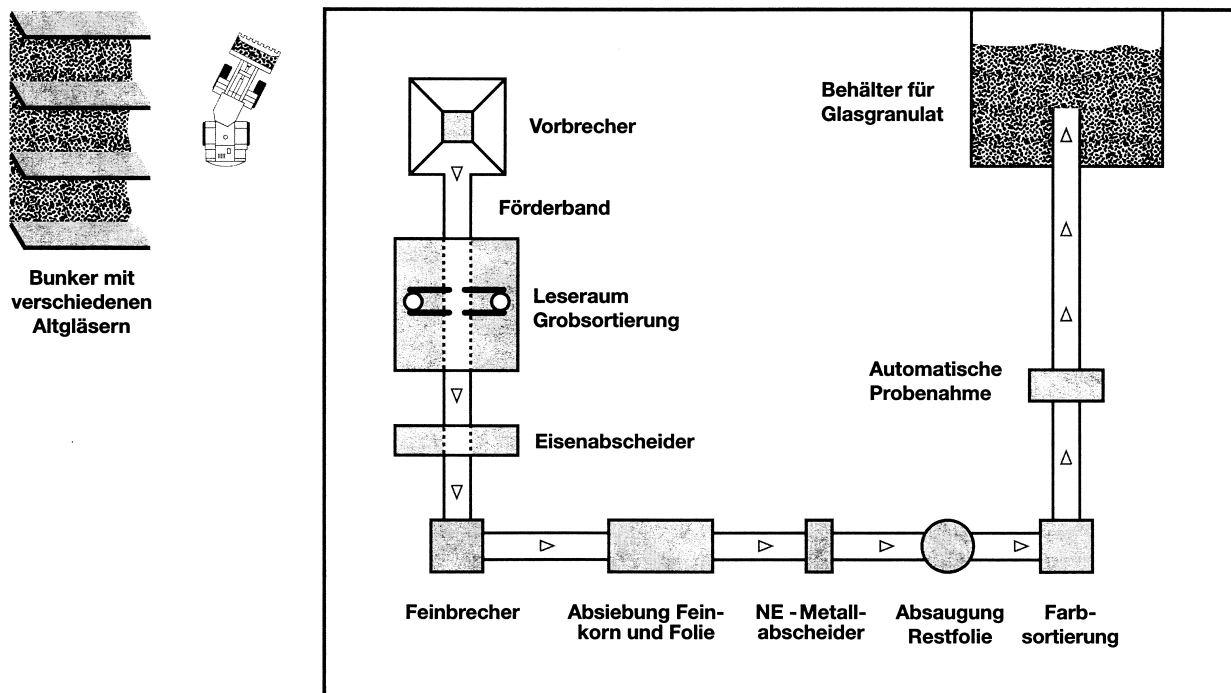 Bunker mit
verschiedenen
Altgläsern
Vorbrecher
Förderband
Leseraum
Grobsortierung
Eisenabscheider
Feinbrecher
Absiebung Fein-
korn und Folie
NE - Metall-
abscheider
Absaugung
Restfolie
Farb-
sortierung
Automatische
Probenahme
Behälter für
Glasgranulat